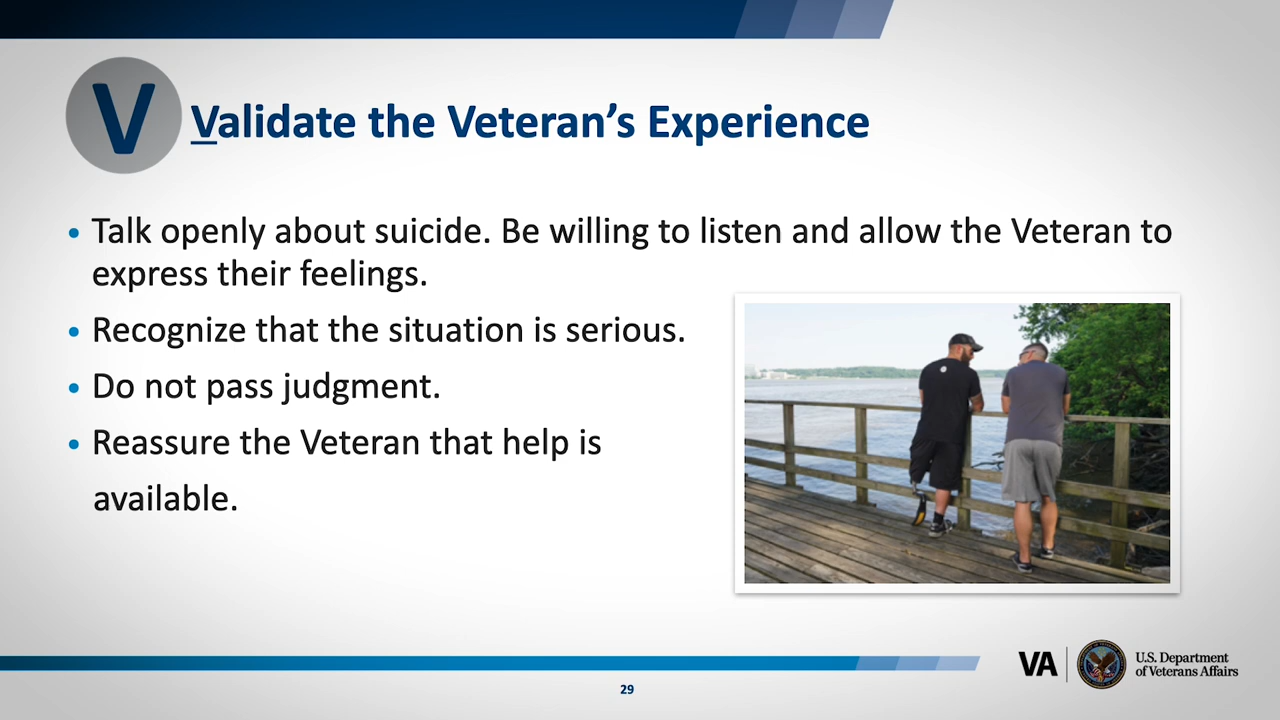 V
Validate the Veteran’s Experience
• Talk openly about suicide. Be willing to listen and allow the Veteran to
express their feelings.
• Recognize that the situation is serious.
• Do not pass judgment.
• Reassure the Veteran that help is
available.
VA
U.S. Department
of Veterans Affairs
29